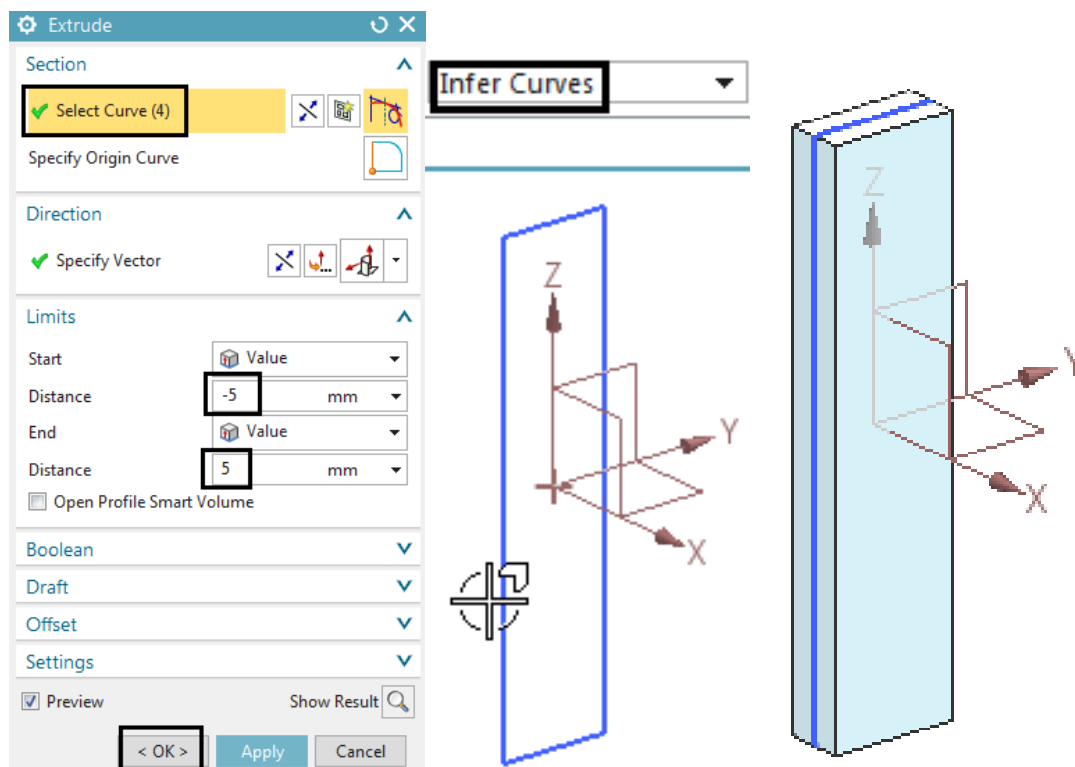 Extrude
Section
Select Curve (4)
Specify Origin Curve
Direction
Specify Vector
Limits
Start Value
Distance -5 mm
End Value
Distance 5 mm
Open Profile Smart Volume
Boolean
Draft
Offset
Settings
Preview Show Result
< OK > Apply Cancel
Infer Curves
Z
Y
X
Z
Y
X